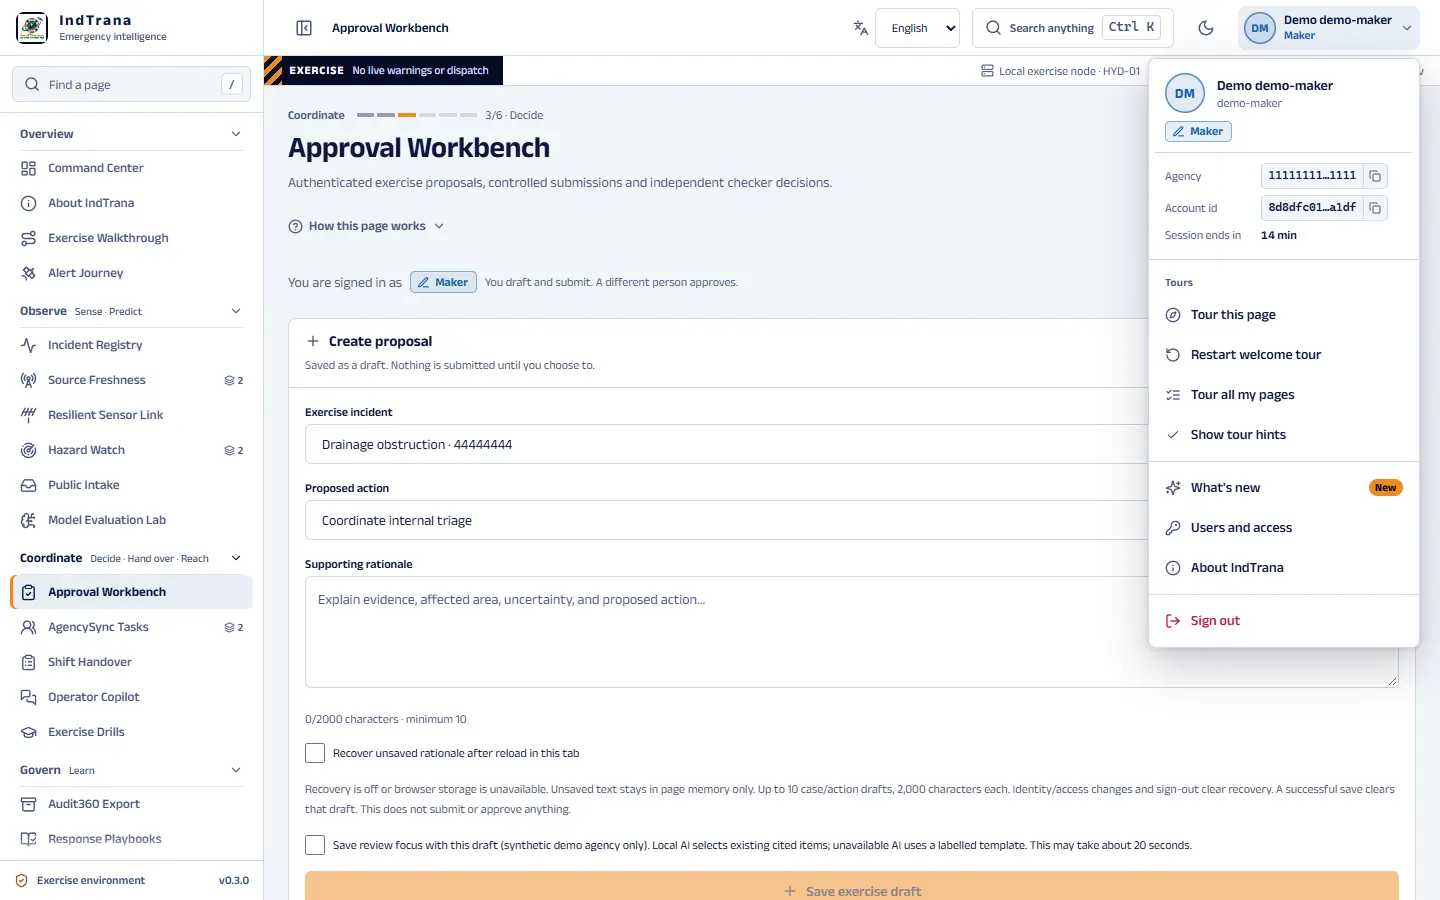 IndTrana
Emergency intelligence
Find a page /
Overview
Command Center
About IndTrana
Exercise Walkthrough
Alert Journey
Observe Sense · Predict
Incident Registry
Source Freshness 2
Resilient Sensor Link
Hazard Watch 2
Public Intake
Model Evaluation Lab
Coordinate Decide · Hand over · Reach
Approval Workbench
AgencySync Tasks 2
Shift Handover
Operator Copilot
Exercise Drills
Govern Learn
Audit360 Export
Response Playbooks
Exercise environment v0.3.0
Approval Workbench
English
Search anything Ctrl K
DM Demo demo-maker
Maker
EXERCISE No live warnings or dispatch
Local exercise node · HYD-01
Coordinate 3/6 · Decide
Approval Workbench
Authenticated exercise proposals, controlled submissions and independent checker decisions.
How this page works
You are signed in as Maker You draft and submit. A different person approves.
Create proposal
Saved as a draft. Nothing is submitted until you choose to.
Exercise incident
Drainage obstruction · 44444444
Proposed action
Coordinate internal triage
Supporting rationale
Explain evidence, affected area, uncertainty, and proposed action...
0/2000 characters · minimum 10
Recover unsaved rationale after reload in this tab
Recovery is off or browser storage is unavailable. Unsaved text stays in page memory only. Up to 10 case/action drafts, 2,000 characters each. Identity/access changes and sign-out clear recovery. A successful save clears
that draft. This does not submit or approve anything.
Save review focus with this draft (synthetic demo agency only). Local AI selects existing cited items; unavailable AI uses a labelled template. This may take about 20 seconds.
Save exercise draft
DM Demo demo-maker
demo-maker
Maker
Agency 11111111…1111
Account id 8d8dfc01…a1df
Session ends in 14 min
Tours
Tour this page
Restart welcome tour
Tour all my pages
Show tour hints
What's new New
Users and access
About IndTrana
Sign out